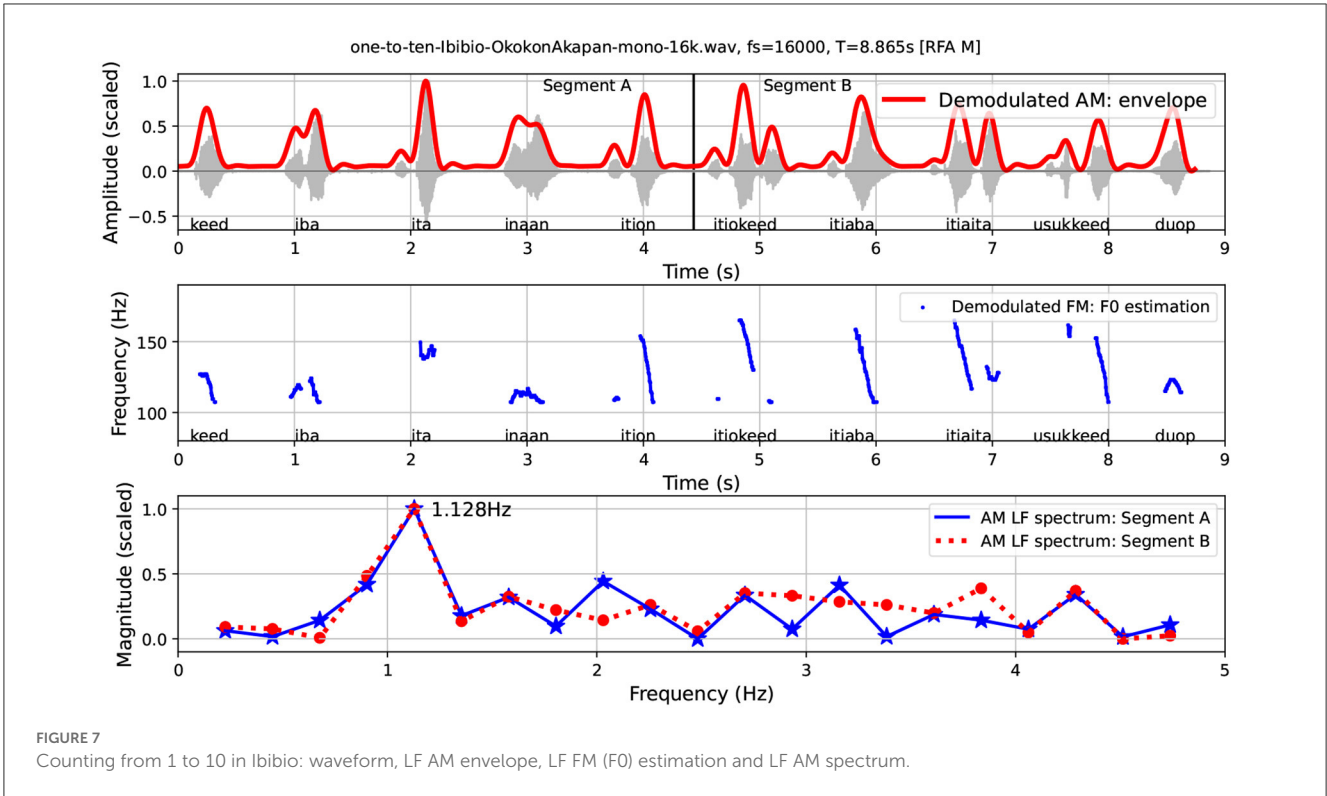 one-to-ten-Ibibio-OkokonAkapan-mono-16k.wav, fs=16000, T=8.865s [RFA M]
Amplitude (scaled)
1.0
0.5
0.0
−0.5
Segment A
Segment B
Demodulated AM: envelope
keed iba ita inaan ition itiokeed itiaba itiaita usukkeed duop
0 1 2 3 4 5 6 7 8 9
Time (s)
Frequency (Hz)
150
100
Demodulated FM: F0 estimation
keed iba ita inaan ition itiokeed itiaba itiaita usukkeed duop
0 1 2 3 4 5 6 7 8 9
Time (s)
Magnitude (scaled)
1.0
0.5
0.0
1.128Hz
AM LF spectrum: Segment A
AM LF spectrum: Segment B
0 1 2 3 4 5
Frequency (Hz)
FIGURE 7
Counting from 1 to 10 in Ibibio: waveform, LF AM envelope, LF FM (F0) estimation and LF AM spectrum.